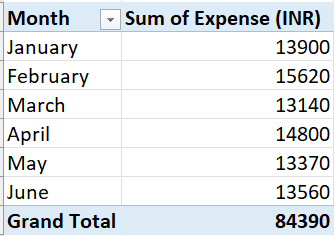 Month Sum of Expense (INR)
January 13900
February 15620
March 13140
April 14800
May 13370
June 13560
Grand Total 84390